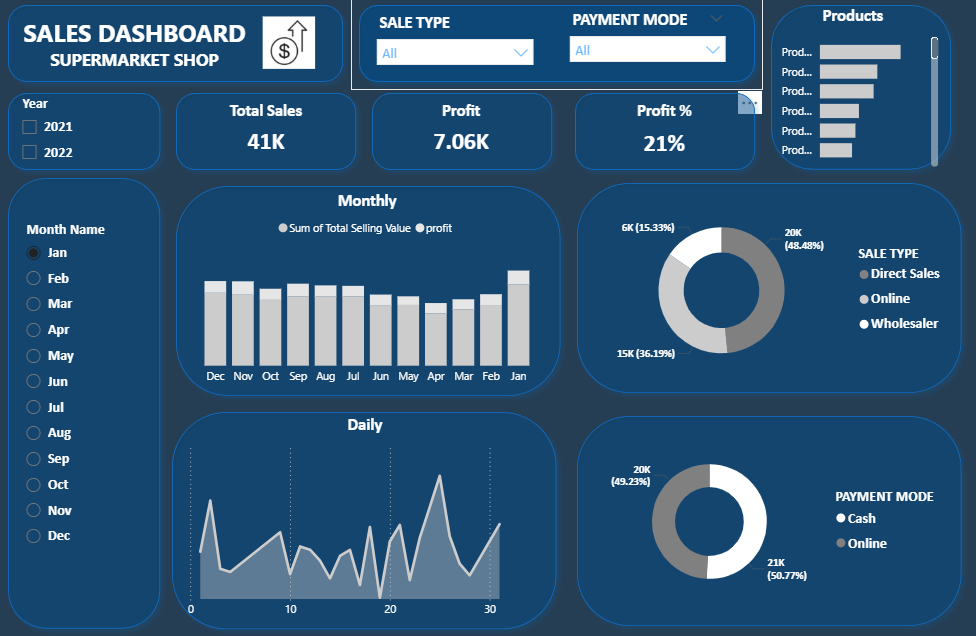 SALES DASHBOARD
SUPERMARKET SHOP
$
SALE TYPE
All
PAYMENT MODE
All
Products
Prod...
Prod...
Prod...
Prod...
Prod...
Prod...
Year
2021
2022
Total Sales
41K
Profit
7.06K
Profit %
21%
Month Name
Jan
Feb
Mar
Apr
May
Jun
Jul
Aug
Sep
Oct
Nov
Dec
Monthly
Sum of Total Selling Value profit
Dec Nov Oct Sep Aug Jul Jun May Apr Mar Feb Jan
6K (15.33%)
20K
(48.48%)
15K (36.19%)
SALE TYPE
Direct Sales
Online
Wholesaler
Daily
0 10 20 30
20K
(49.23%)
21K
(50.77%)
PAYMENT MODE
Cash
Online